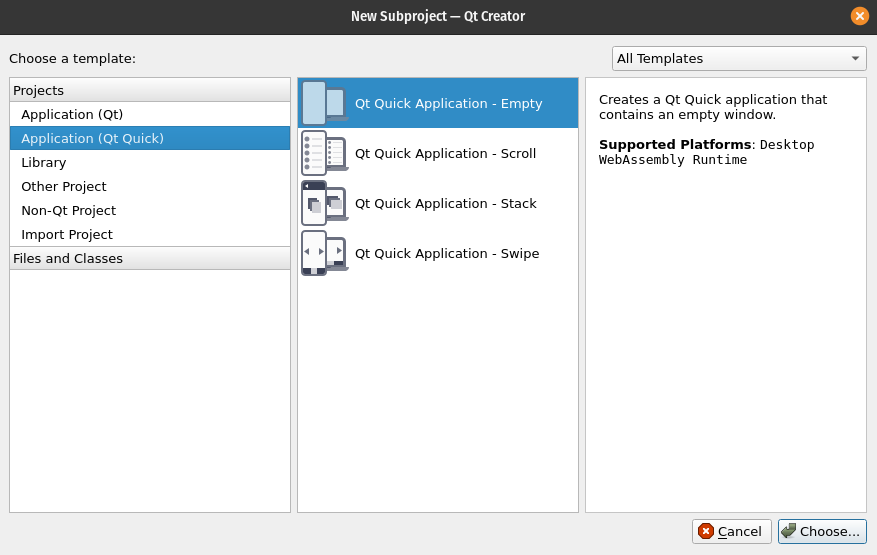 New Subproject — Qt Creator
Choose a template:
All Templates
Projects
Application (Qt)
Application (Qt Quick)
Library
Other Project
Non-Qt Project
Import Project
Files and Classes
Qt Quick Application - Empty
Qt Quick Application - Scroll
Qt Quick Application - Stack
Qt Quick Application - Swipe
Creates a Qt Quick application that
contains an empty window.
Supported Platforms: Desktop
WebAssembly Runtime
Cancel
Choose...